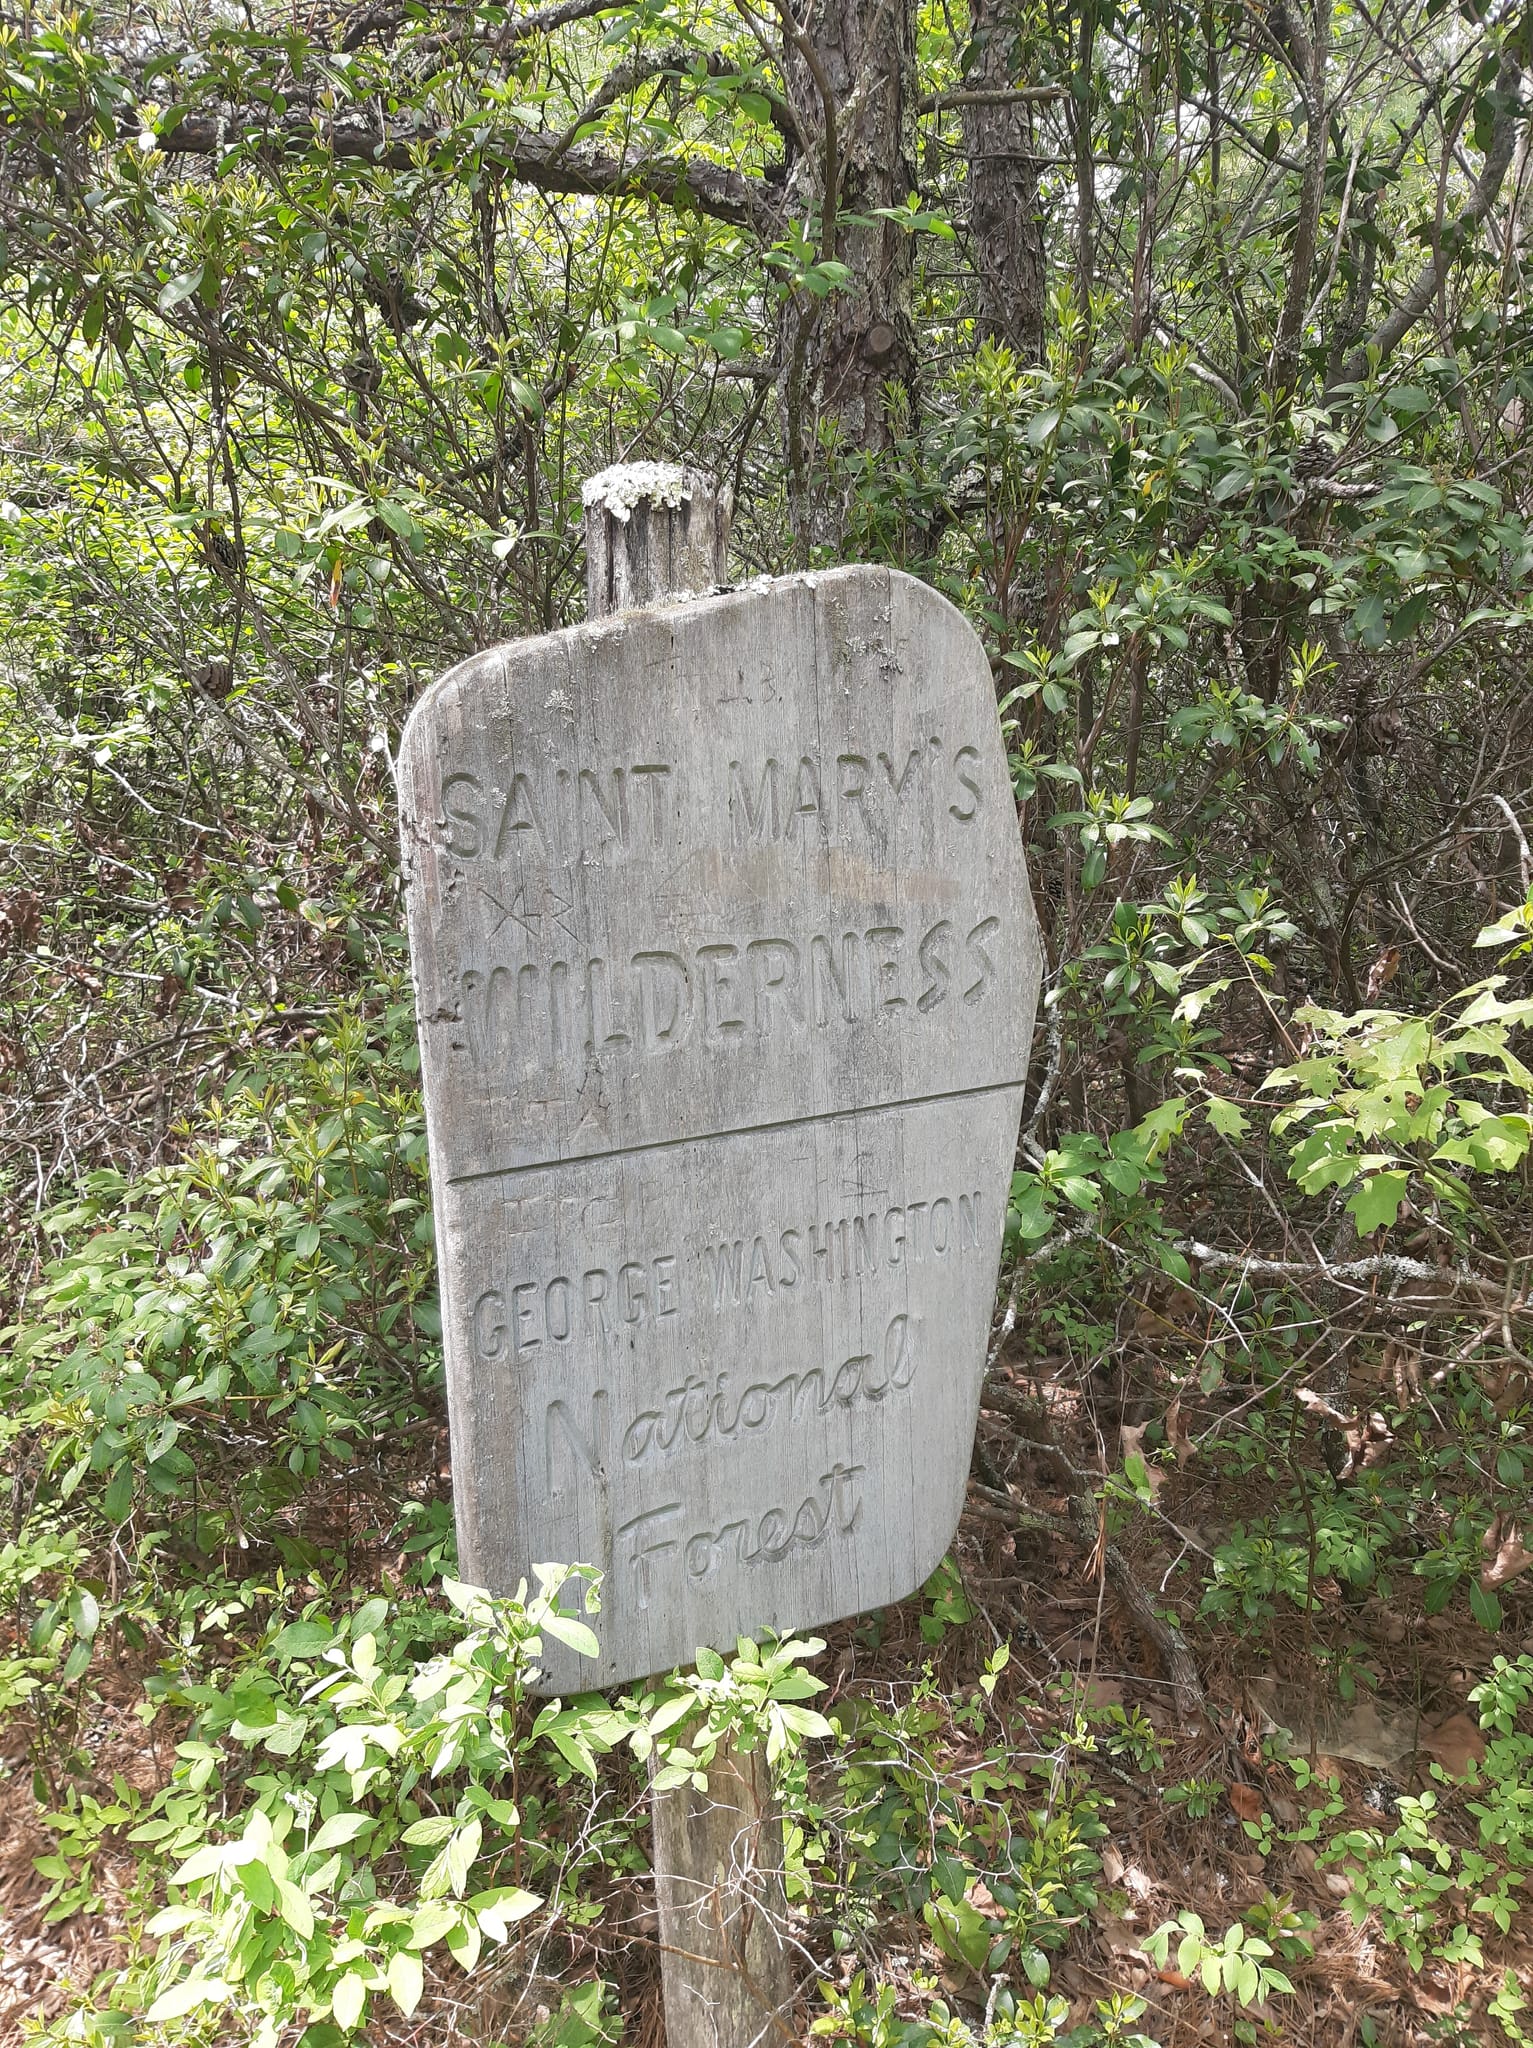 SAINT MARY'S
WILDERNESS
GEORGE WASHINGTON
National
Forest